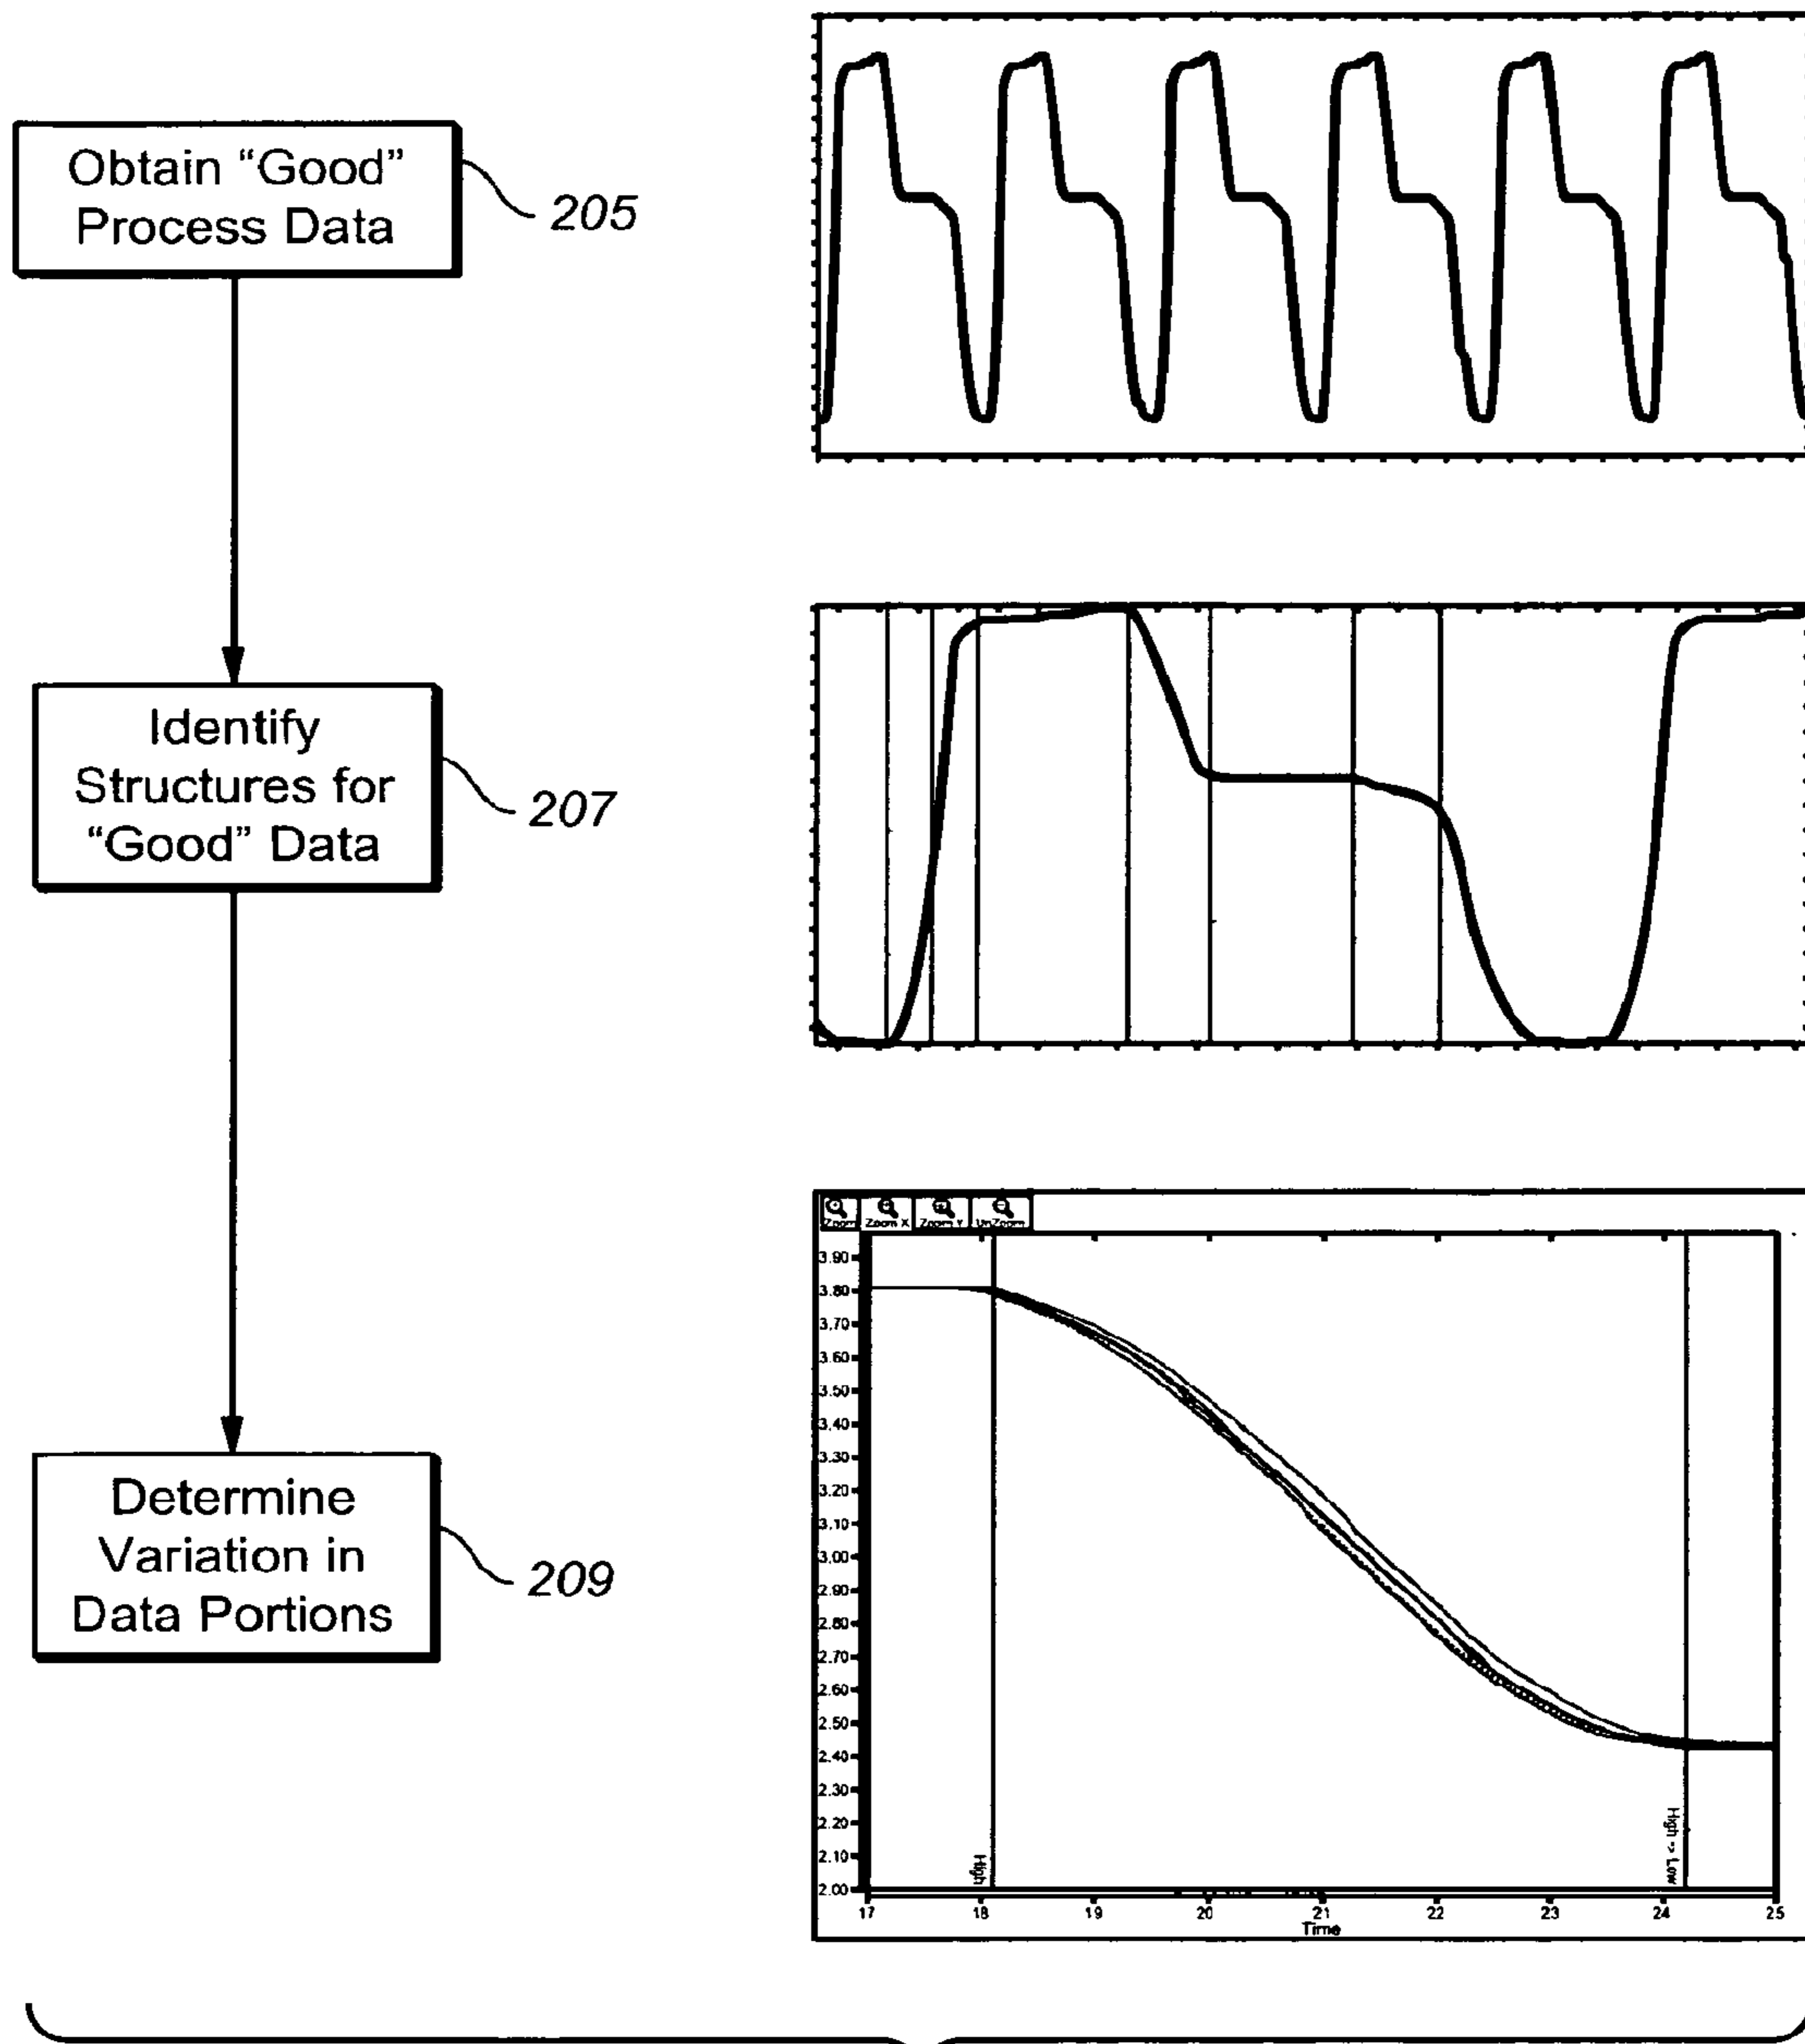 Obtain “Good”
Process Data
205
Identify
Structures for
“Good” Data
207
Determine
Variation in
Data Portions
209
Zoom Zoom X Zoom Y UnZoom
3.90
3.80
3.70
3.60
3.50
3.40
3.30
3.20
3.10
3.00
2.90
2.80
2.70
2.60
2.50
2.40
2.30
2.20
2.10
2.00
High
High -> Low
17 18 19 20 21 22 23 24 25
Time